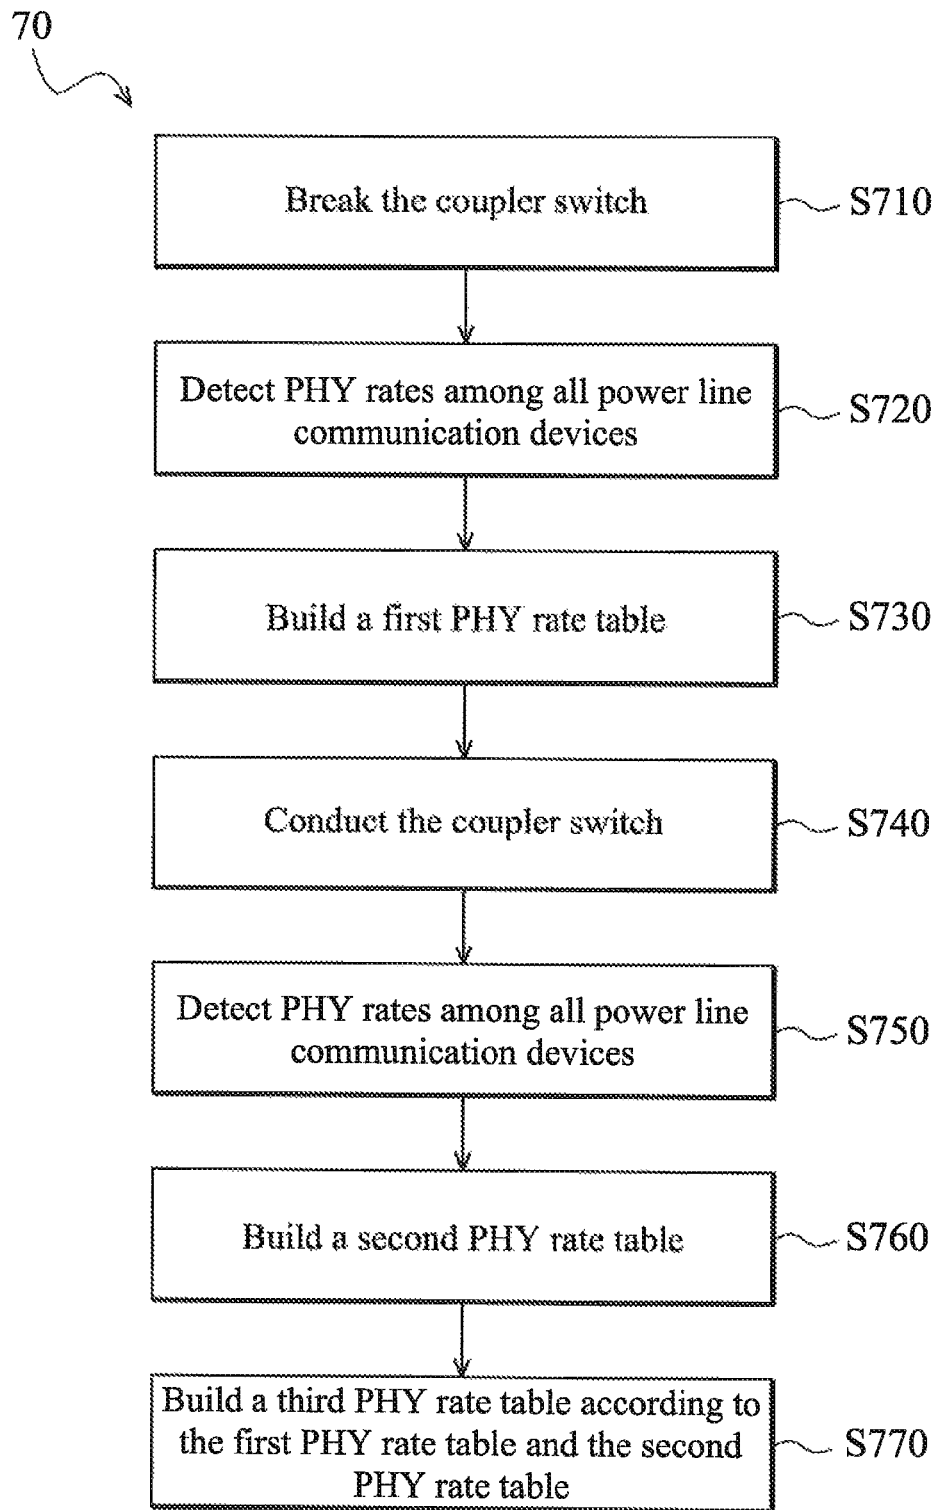 70
Break the coupler switch
S710
Detect PHY rates among all power line
communication devices
S720
Build a first PHY rate table
S730
Conduct the coupler switch
S740
Detect PHY rates among all power line
communication devices
S750
Build a second PHY rate table
S760
Build a third PHY rate table according to
the first PHY rate table and the second
PHY rate table
S770